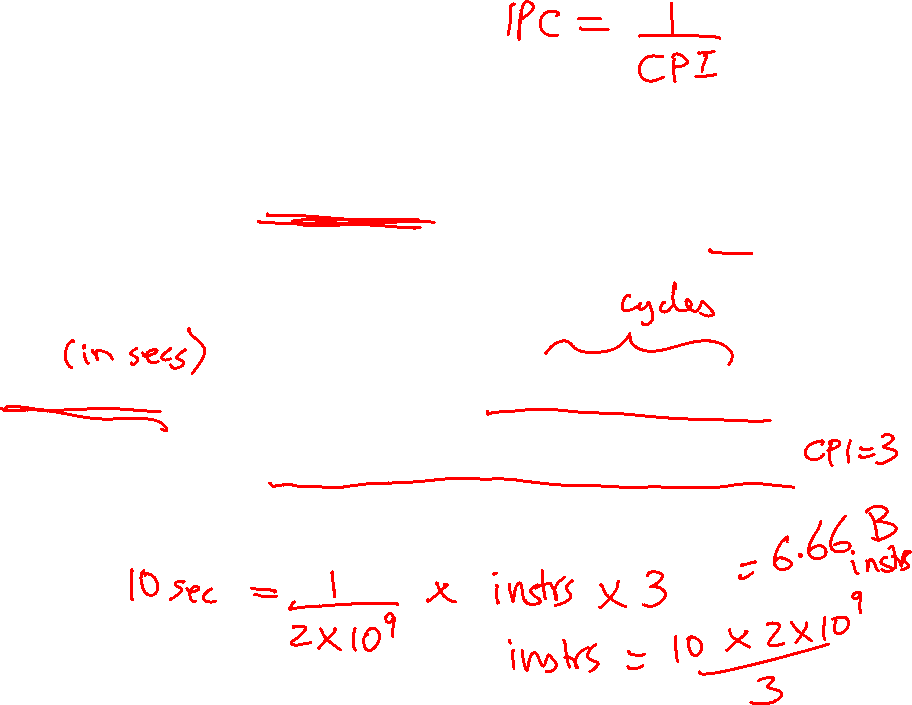 IPC = 1/CPI
cycles
(in secs)
CPI=3
10 sec = 1/2×10⁹ × instrs × 3 = 6.66 B instrs
instrs = 10 × 2×10⁹/3